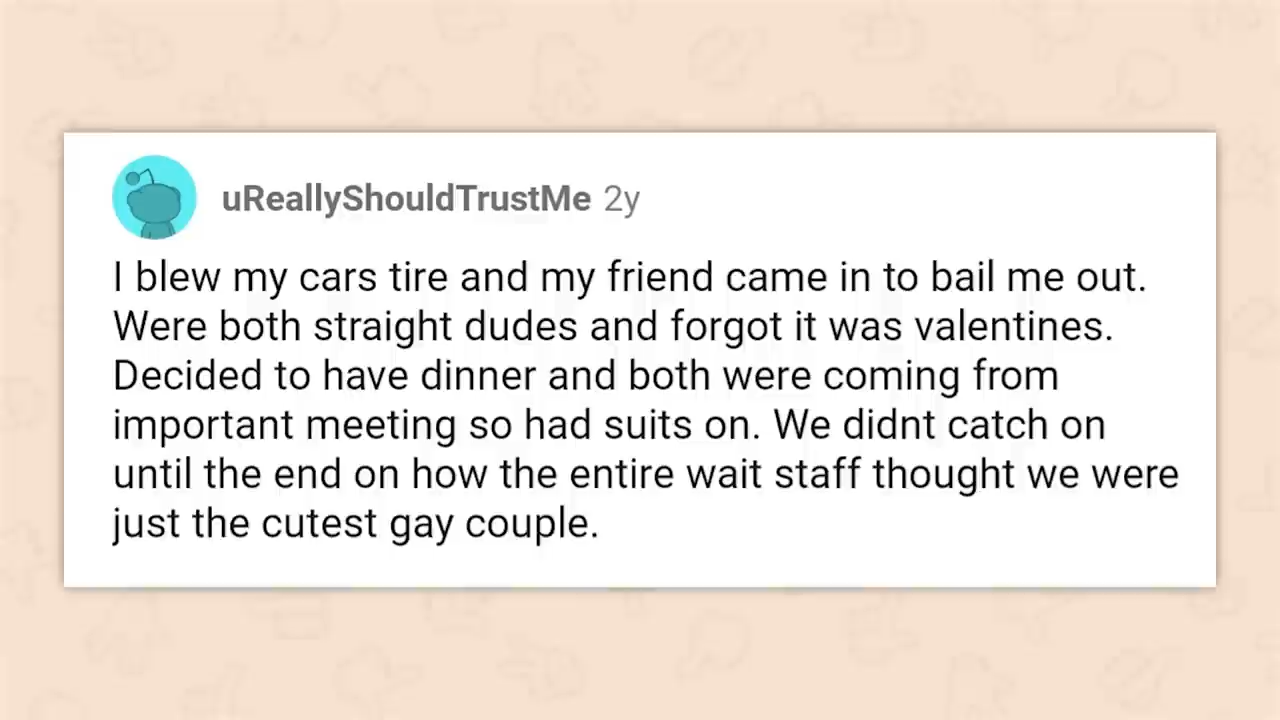 uReallyShouldTrustMe 2y
I blew my cars tire and my friend came in to bail me out.
Were both straight dudes and forgot it was valentines.
Decided to have dinner and both were coming from
important meeting so had suits on. We didnt catch on
until the end on how the entire wait staff thought we were
just the cutest gay couple.